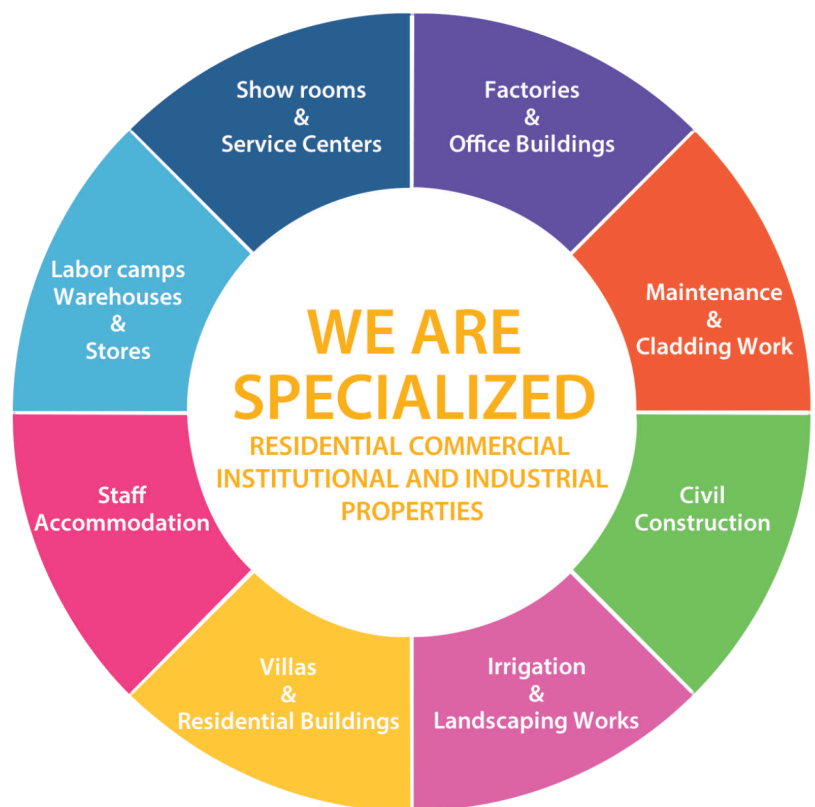 Show rooms
&
Service Centers
Factories
&
Office Buildings
Maintenance
&
Cladding Work
Civil
Construction
Irrigation
&
Landscaping Works
Villas
&
Residential Buildings
Staff
Accommodation
Labor camps
Warehouses
&
Stores
WE ARE
SPECIALIZED
RESIDENTIAL COMMERCIAL
INSTITUTIONAL AND INDUSTRIAL
PROPERTIES